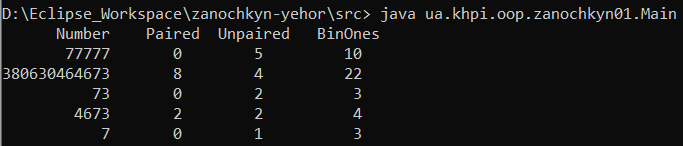 D:\Eclipse_Workspace\zanochkyn-yehor\src> java ua.khpi.oop.zanochkyn01.Main
Number Paired Unpaired BinOnes
77777 0 5 10
380630464673 8 4 22
73 0 2 3
4673 2 2 4
7 0 1 3